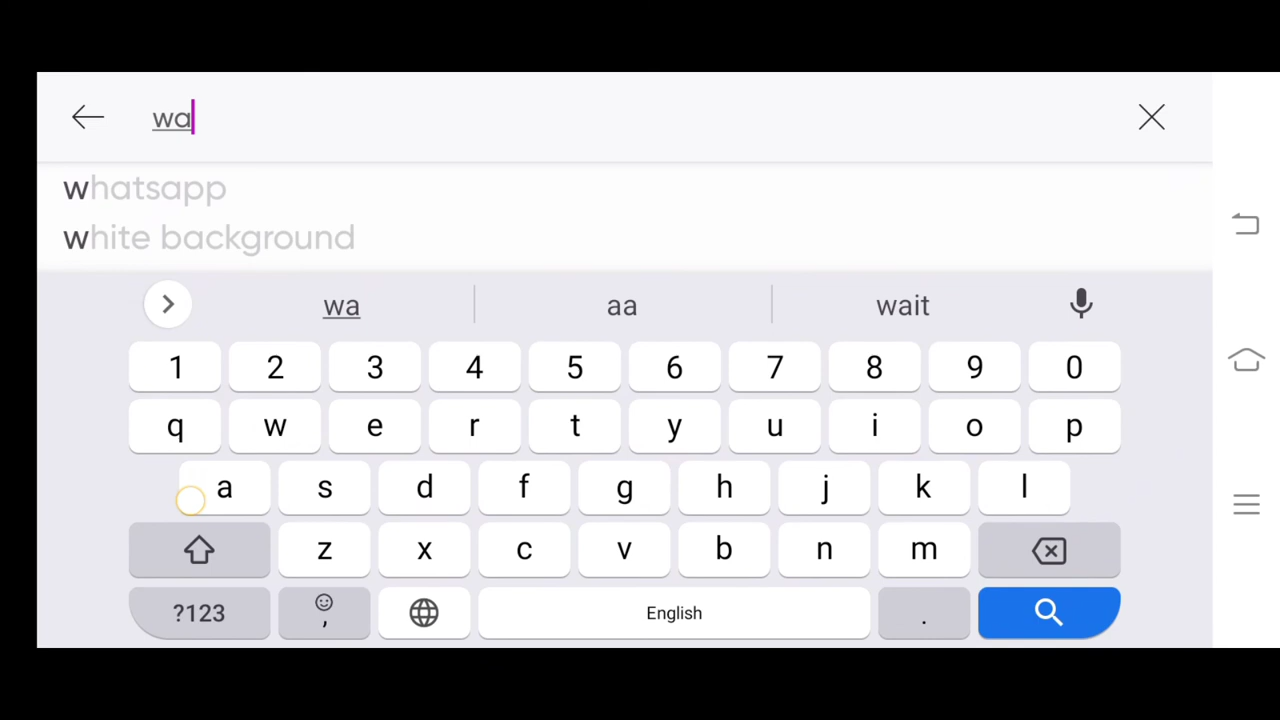 wa
whatsapp
white background
wa aa wait
1 2 3 4 5 6 7 8 9 0
q w e r t y u i o p
a s d f g h j k l
z x c v b n m
?123 , English .